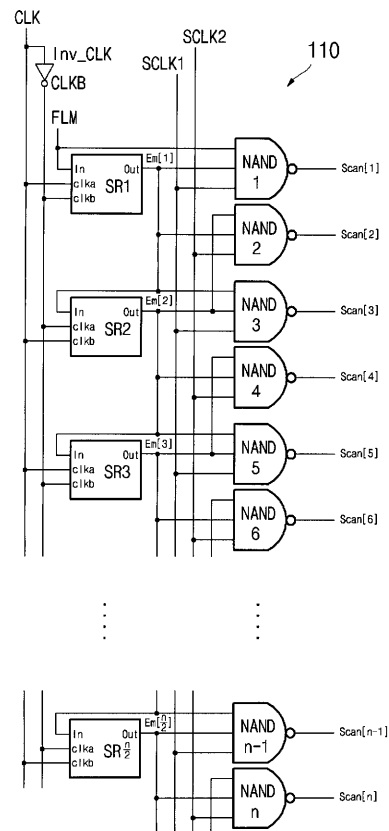 CLK
Inv_CLK
CLKB
SCLK2
SCLK1
110
FLM
In Out Em[1]
clka SR1
clkb
NAND 1
Scan[1]
NAND 2
Scan[2]
In Out Em[2]
clka SR2
clkb
NAND 3
Scan[3]
NAND 4
Scan[4]
In Out Em[3]
clka SR3
clkb
NAND 5
Scan[5]
NAND 6
Scan[6]
In Out Em[n/2]
clka SR n/2
clkb
NAND n-1
Scan[n-1]
NAND n
Scan[n]